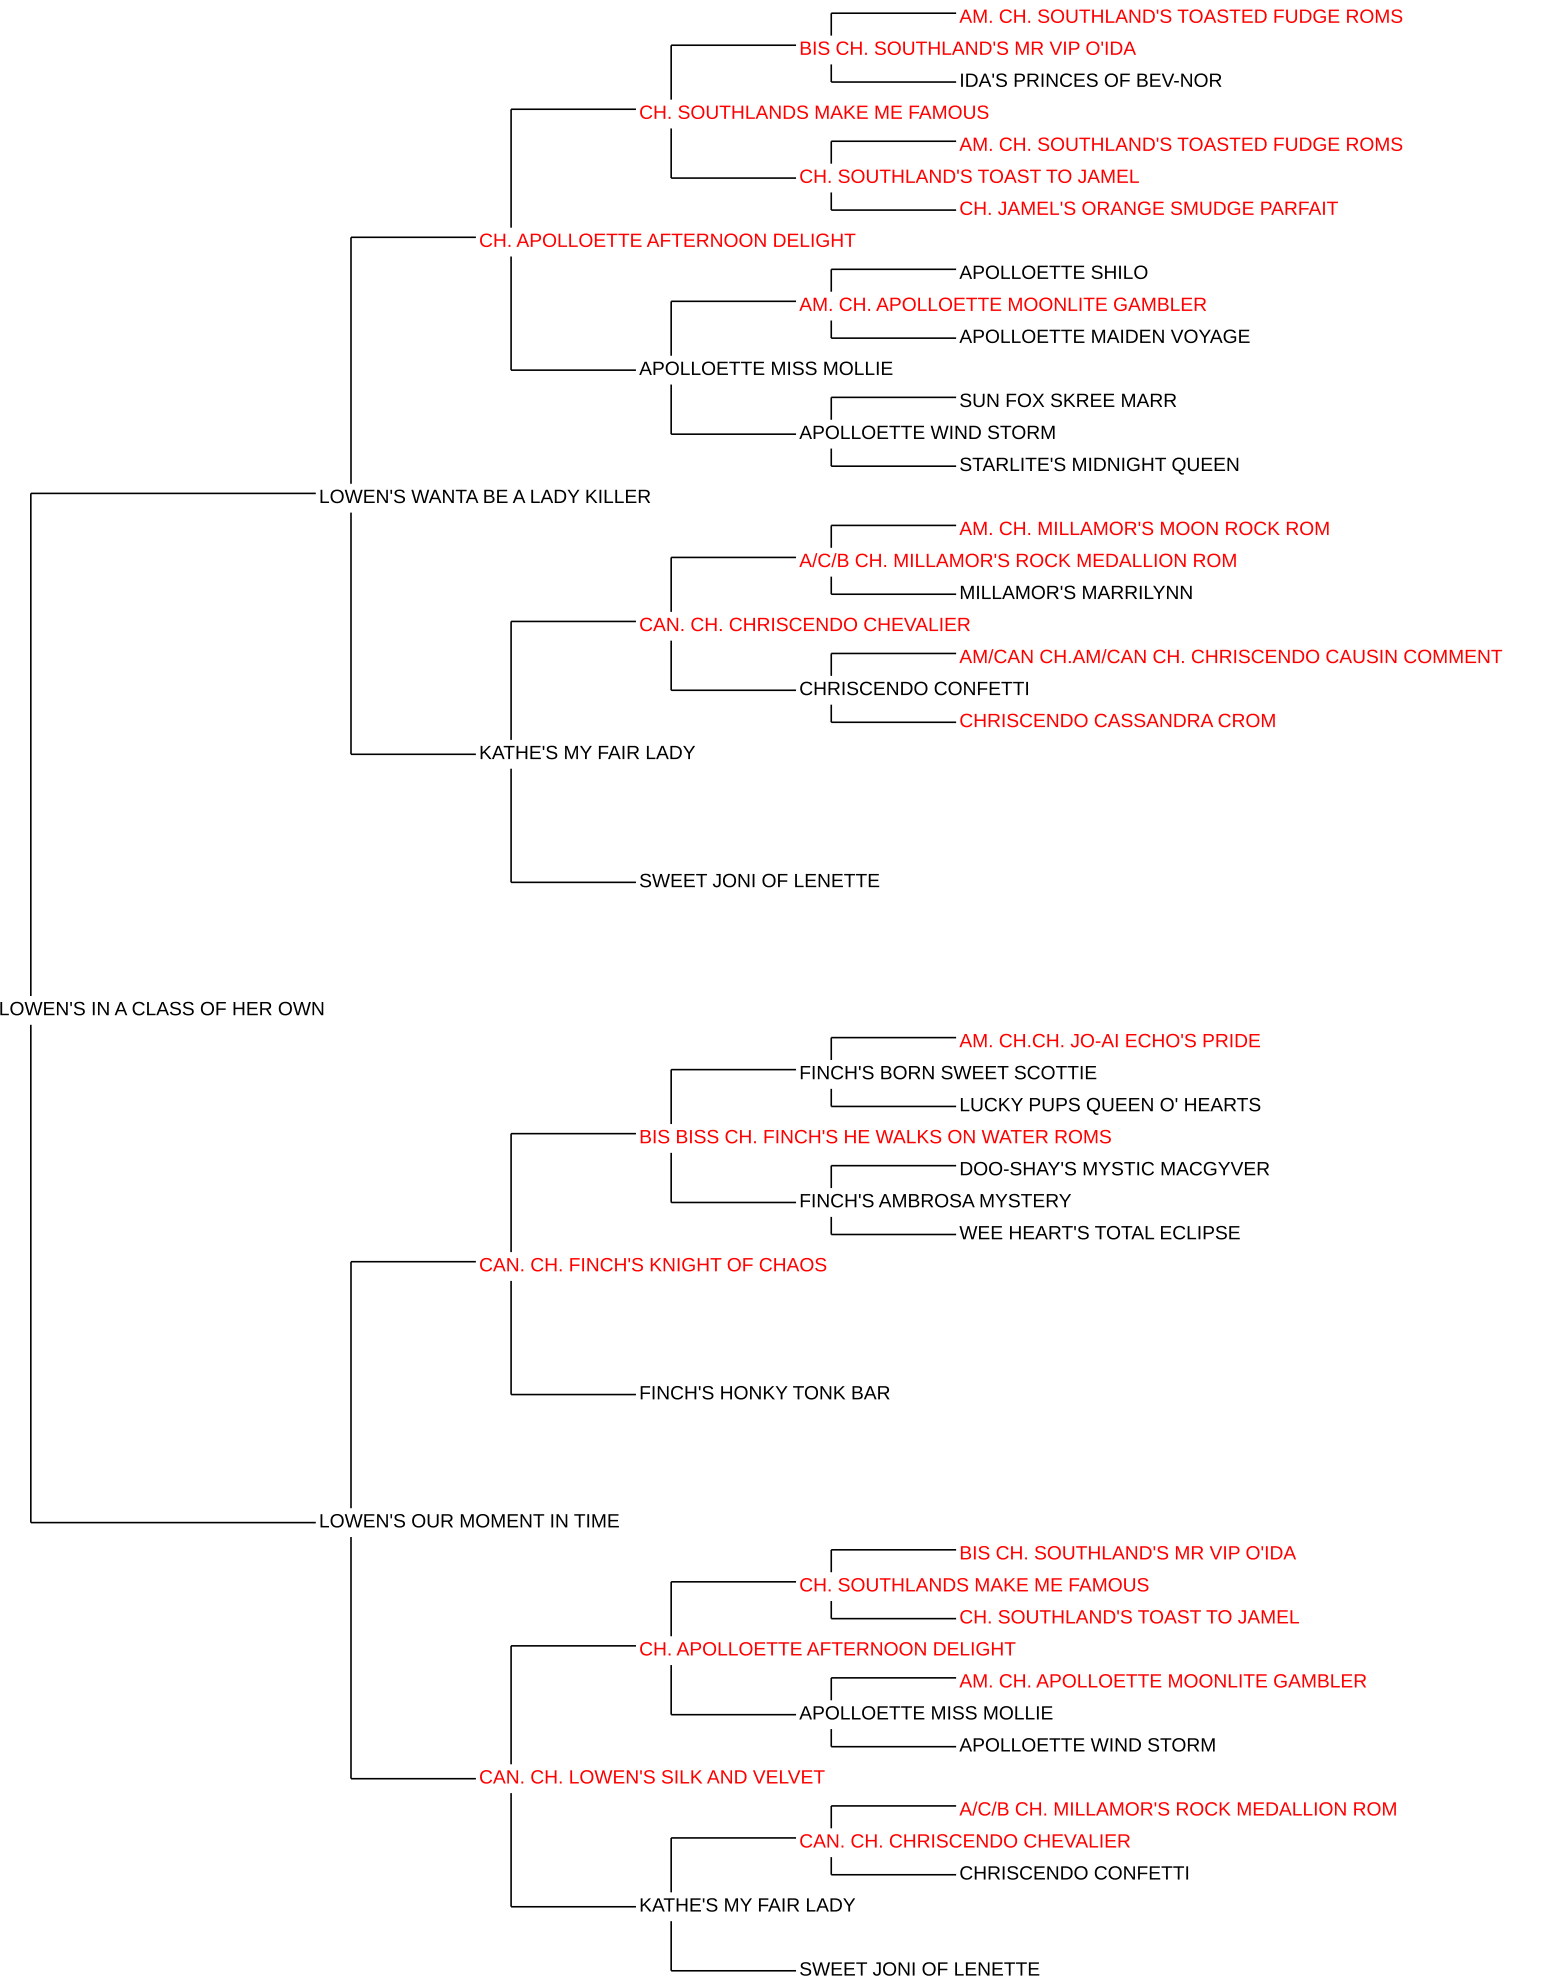 AM. CH. SOUTHLAND'S TOASTED FUDGE ROMS
BIS CH. SOUTHLAND'S MR VIP O'IDA
IDA'S PRINCES OF BEV-NOR
CH. SOUTHLANDS MAKE ME FAMOUS
AM. CH. SOUTHLAND'S TOASTED FUDGE ROMS
CH. SOUTHLAND'S TOAST TO JAMEL
CH. JAMEL'S ORANGE SMUDGE PARFAIT
CH. APOLLOETTE AFTERNOON DELIGHT
APOLLOETTE SHILO
AM. CH. APOLLOETTE MOONLITE GAMBLER
APOLLOETTE MAIDEN VOYAGE
APOLLOETTE MISS MOLLIE
SUN FOX SKREE MARR
APOLLOETTE WIND STORM
STARLITE'S MIDNIGHT QUEEN
LOWEN'S WANTA BE A LADY KILLER
AM. CH. MILLAMOR'S MOON ROCK ROM
A/C/B CH. MILLAMOR'S ROCK MEDALLION ROM
MILLAMOR'S MARRILYNN
CAN. CH. CHRISCENDO CHEVALIER
AM/CAN CH.AM/CAN CH. CHRISCENDO CAUSIN COMMENT
CHRISCENDO CONFETTI
CHRISCENDO CASSANDRA CROM
KATHE'S MY FAIR LADY
SWEET JONI OF LENETTE
LOWEN'S IN A CLASS OF HER OWN
AM. CH.CH. JO-AI ECHO'S PRIDE
FINCH'S BORN SWEET SCOTTIE
LUCKY PUPS QUEEN O' HEARTS
BIS BISS CH. FINCH'S HE WALKS ON WATER ROMS
DOO-SHAY'S MYSTIC MACGYVER
FINCH'S AMBROSA MYSTERY
WEE HEART'S TOTAL ECLIPSE
CAN. CH. FINCH'S KNIGHT OF CHAOS
FINCH'S HONKY TONK BAR
LOWEN'S OUR MOMENT IN TIME
BIS CH. SOUTHLAND'S MR VIP O'IDA
CH. SOUTHLANDS MAKE ME FAMOUS
CH. SOUTHLAND'S TOAST TO JAMEL
CH. APOLLOETTE AFTERNOON DELIGHT
AM. CH. APOLLOETTE MOONLITE GAMBLER
APOLLOETTE MISS MOLLIE
APOLLOETTE WIND STORM
CAN. CH. LOWEN'S SILK AND VELVET
A/C/B CH. MILLAMOR'S ROCK MEDALLION ROM
CAN. CH. CHRISCENDO CHEVALIER
CHRISCENDO CONFETTI
KATHE'S MY FAIR LADY
SWEET JONI OF LENETTE